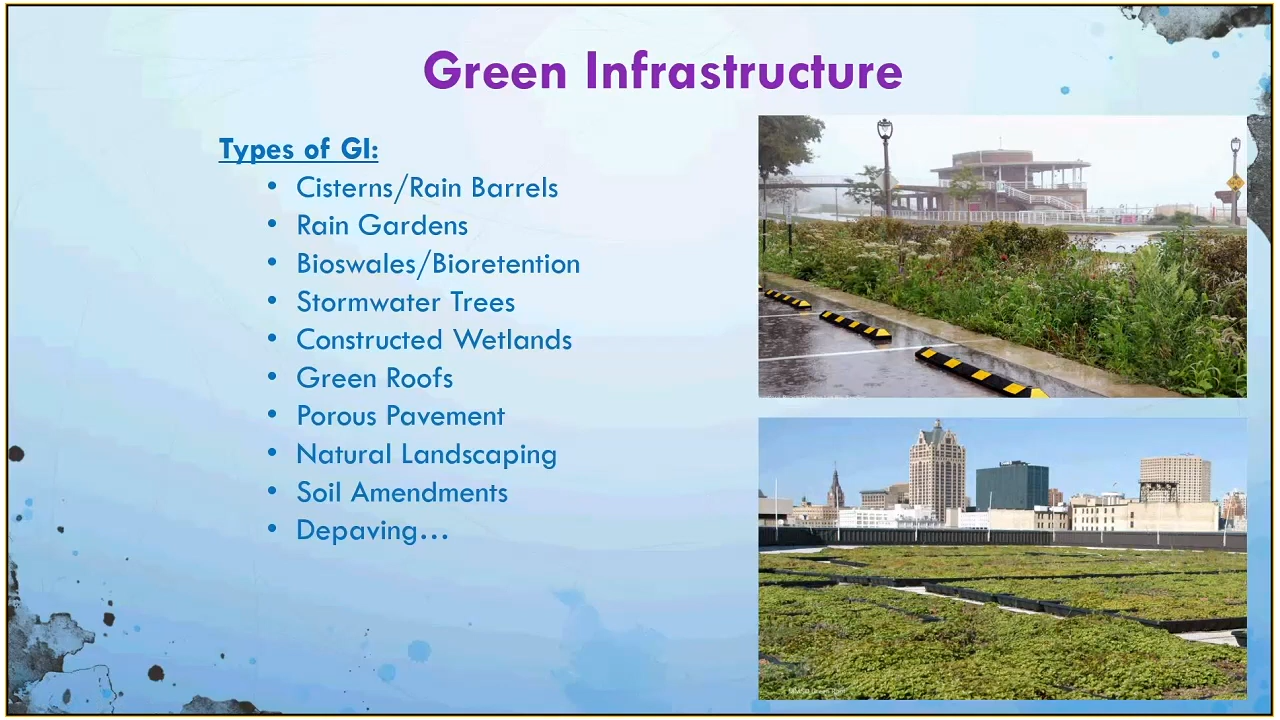 Green Infrastructure
Types of GI:
• Cisterns/Rain Barrels
• Rain Gardens
• Bioswales/Bioretention
• Stormwater Trees
• Constructed Wetlands
• Green Roofs
• Porous Pavement
• Natural Landscaping
• Soil Amendments
• Depaving…